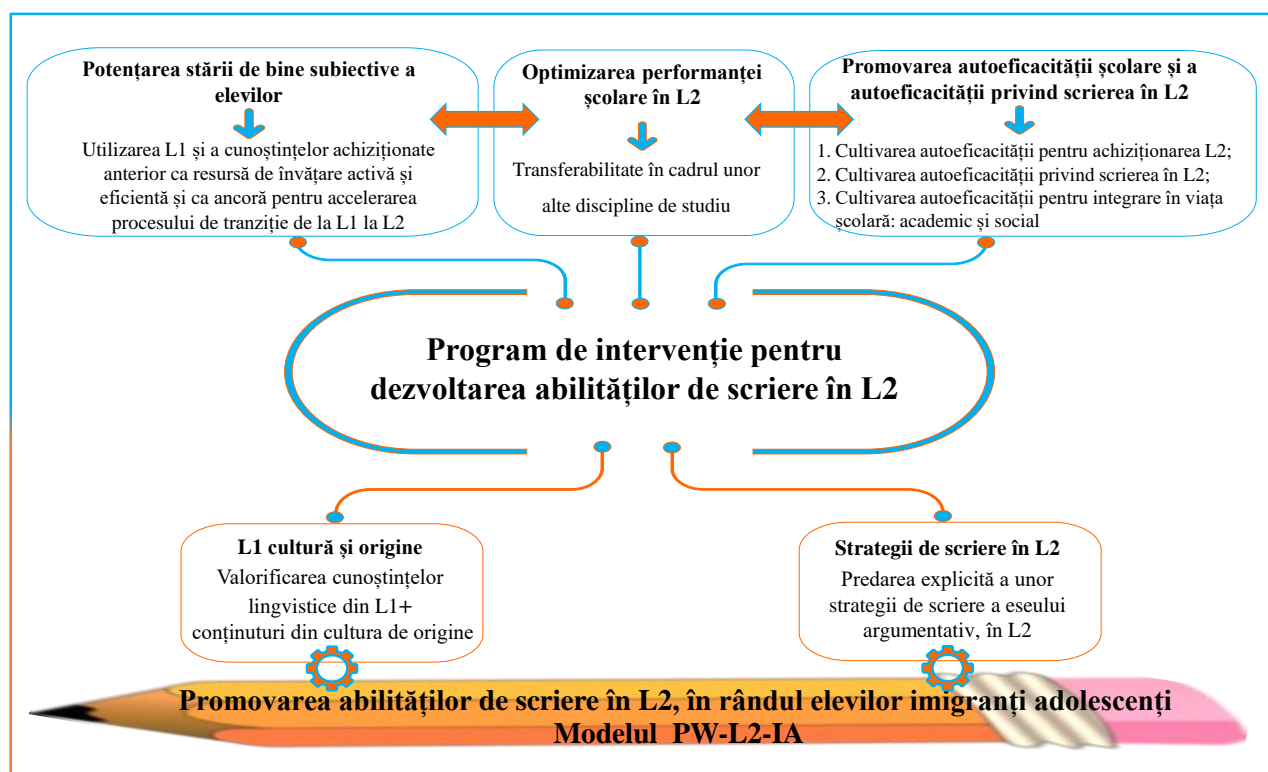 Potențarea stării de bine subiective a
elevilor
Utilizarea L1 și a cunoștințelor achiziționate
anterior ca resursă de învățare activă și
eficientă și ca ancoră pentru accelerarea
procesului de tranziție de la L1 la L2
Optimizarea performanței
școlare în L2
Transferabilitate în cadrul unor
alte discipline de studiu
Promovarea autoeficacității școlare și a
autoeficacității privind scrierea în L2
1. Cultivarea autoeficacității pentru achiziționarea L2;
2. Cultivarea autoeficacității privind scrierea în L2;
3. Cultivarea autoeficacității pentru integrare în viața
școlară: academic și social
Program de intervenție pentru
dezvoltarea abilităților de scriere în L2
L1 cultură și origine
Valorificarea cunoștințelor
lingvistice din L1+
conținuturi din cultura de origine
Strategii de scriere în L2
Predarea explicită a unor
strategii de scriere a eseului
argumentativ, în L2
Promovarea abilităților de scriere în L2, în rândul elevilor imigranți adolescenți
Modelul PW-L2-IA